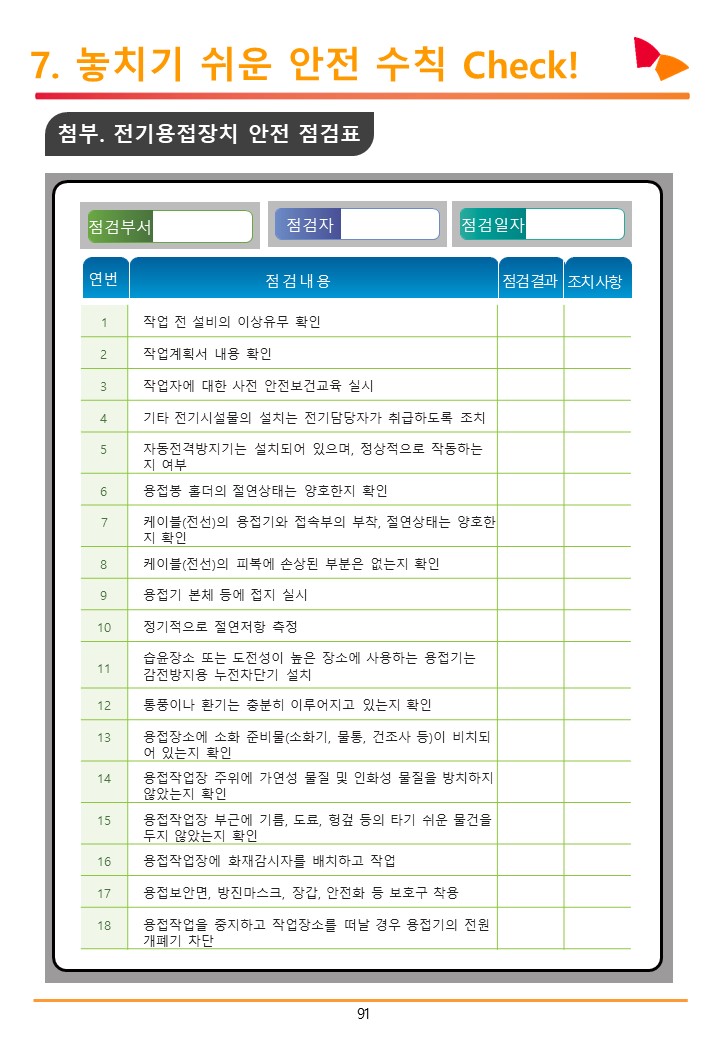 7. 놓치기 쉬운 안전 수칙 Check!
첨부. 전기용접장치 안전 점검표
점검부서 점검자 점검일자
연번 점검내용 점검결과 조치사항
1 작업 전 설비의 이상유무 확인
2 작업계획서 내용 확인
3 작업자에 대한 사전 안전보건교육 실시
4 기타 전기시설물의 설치는 전기담당자가 취급하도록 조치
5 자동전격방지기는 설치되어 있으며, 정상적으로 작동하는
지 여부
6 용접봉 홀더의 절연상태는 양호한지 확인
7 케이블(전선)의 용접기와 접속부의 부착, 절연상태는 양호한
지 확인
8 케이블(전선)의 피복에 손상된 부분은 없는지 확인
9 용접기 본체 등에 접지 실시
10 정기적으로 절연저항 측정
11 습윤장소 또는 도전성이 높은 장소에 사용하는 용접기는
감전방지용 누전차단기 설치
12 통풍이나 환기는 충분히 이루어지고 있는지 확인
13 용접장소에 소화 준비물(소화기, 물통, 건조사 등)이 비치되
어 있는지 확인
14 용접작업장 주위에 가연성 물질 및 인화성 물질을 방치하지
않았는지 확인
15 용접작업장 부근에 기름, 도료, 헝겊 등의 타기 쉬운 물건을
두지 않았는지 확인
16 용접작업장에 화재감시자를 배치하고 작업
17 용접보안면, 방진마스크, 장갑, 안전화 등 보호구 착용
18 용접작업을 중지하고 작업장소를 떠날 경우 용접기의 전원
개폐기 차단
91